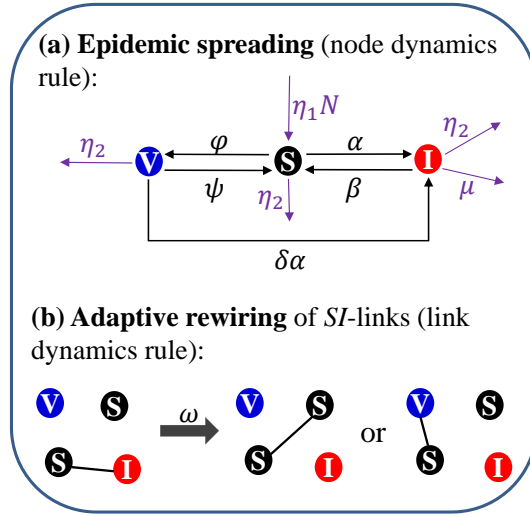 (a) Epidemic spreading (node dynamics
rule):
η₁N
η₂
η₂ φ α
V S I
ψ η₂ β μ
δα
(b) Adaptive rewiring of SI-links (link
dynamics rule):
V S ω V S or V S
S I S I S I